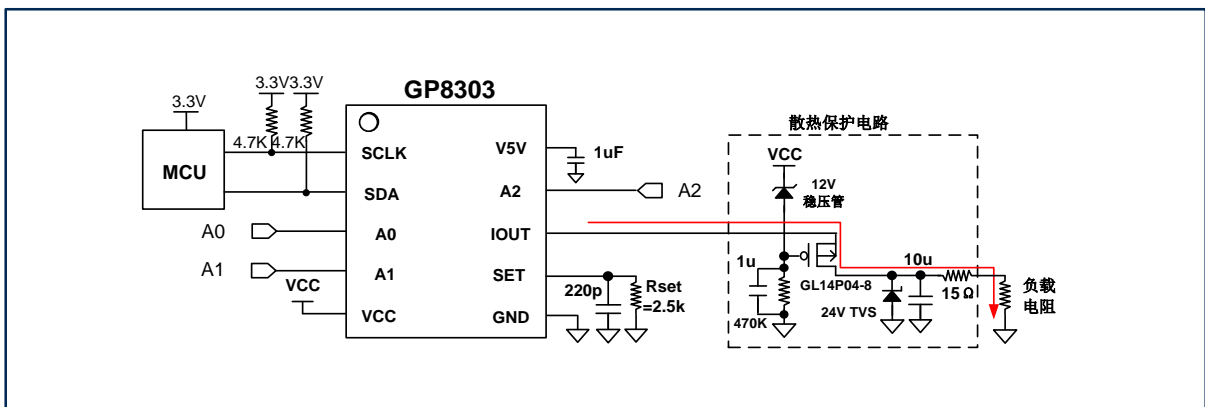 GP8303
3.3V 3.3V
3.3V
4.7K 4.7K
MCU
SCLK
SDA
A0
A0
A1
A1
VCC
VCC
V5V
1uF
A2
A2
IOUT
SET
220p
Rset
=2.5k
GND
散热保护电路
VCC
12V
稳压管
1u
470K
GL14P04-8
10u
24V TVS
15Ω
负载
电阻